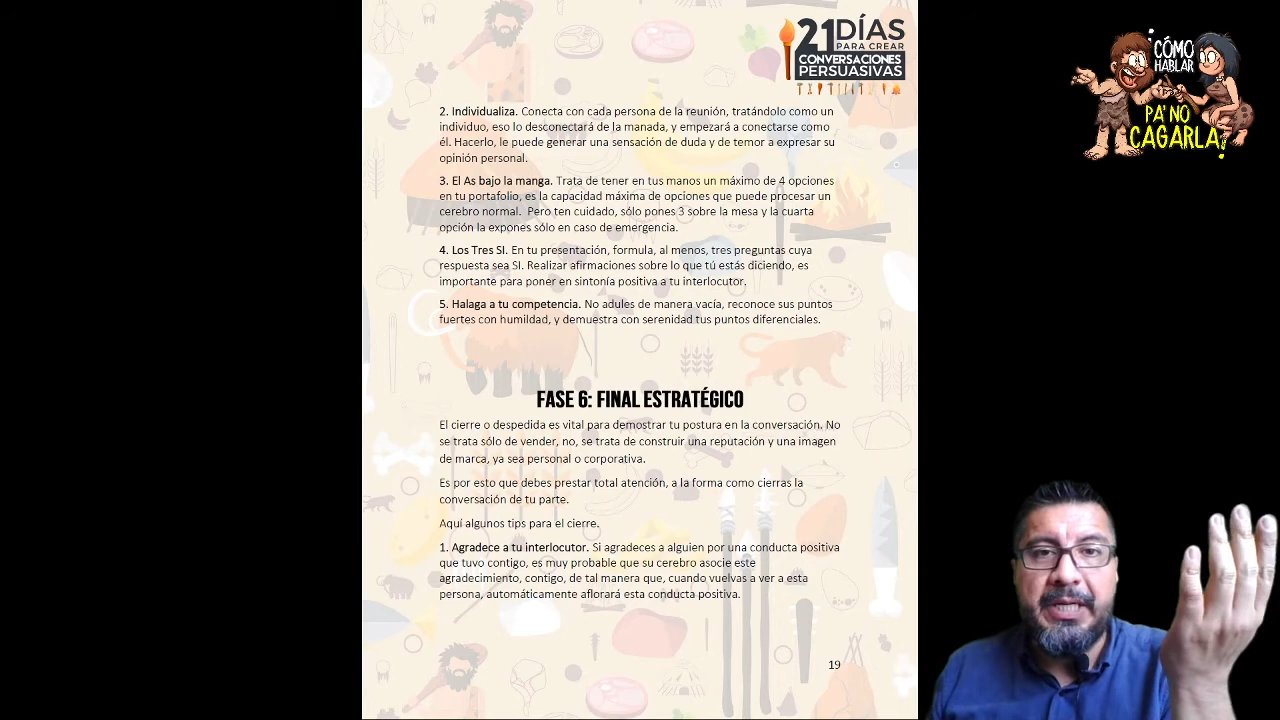 21 DÍAS
PARA CREAR
CONVERSACIONES
PERSUASIVAS
¡CÓMO
HABLAR
PA' NO
CAGARLA!
2. Individualiza. Conecta con cada persona de la reunión, tratándolo como un
individuo, eso lo desconectará de la manada, y empezará a conectarse como
él. Hacerlo, le puede generar una sensación de duda y de temor a expresar su
opinión personal.
3. El As bajo la manga. Trata de tener en tus manos un máximo de 4 opciones
en tu portafolio, es la capacidad máxima de opciones que puede procesar un
cerebro normal. Pero ten cuidado, sólo pones 3 sobre la mesa y la cuarta
opción la expones sólo en caso de emergencia.
4. Los Tres SI. En tu presentación, formula, al menos, tres preguntas cuya
respuesta sea SI. Realizar afirmaciones sobre lo que tú estás diciendo, es
importante para poner en sintonía positiva a tu interlocutor.
5. Halaga a tu competencia. No adules de manera vacía, reconoce sus puntos
fuertes con humildad, y demuestra con serenidad tus puntos diferenciales.
FASE 6: FINAL ESTRATÉGICO
El cierre o despedida es vital para demostrar tu postura en la conversación. No
se trata sólo de vender, no, se trata de construir una reputación y una imagen
de marca, ya sea personal o corporativa.
Es por esto que debes prestar total atención, a la forma como cierras la
conversación de tu parte.
Aquí algunos tips para el cierre.
1. Agradece a tu interlocutor. Si agradeces a alguien por una conducta positiva
que tuvo contigo, es muy probable que su cerebro asocie este
agradecimiento, contigo, de tal manera que, cuando vuelvas a ver a esta
persona, automáticamente aflorará esta conducta positiva.
19